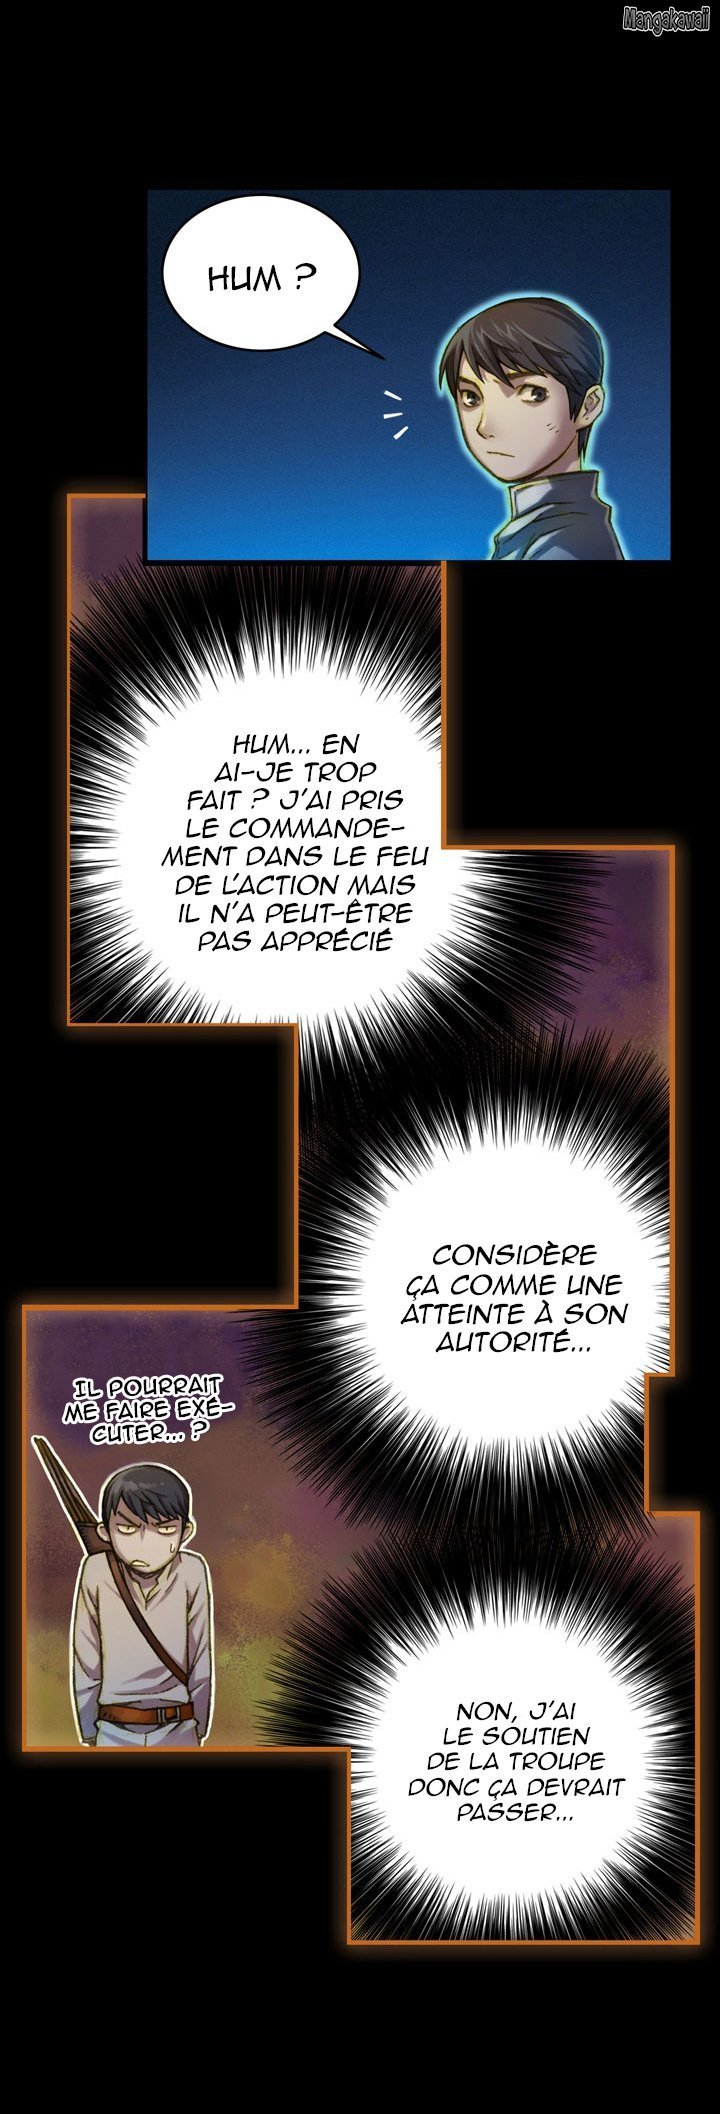 Mangakawaii
HUM ?
HUM... EN
AI-JE TROP
FAIT ? J'AI PRIS
LE COMMANDE-
MENT DANS LE FEU
DE L'ACTION MAIS
IL N'A PEUT-ÊTRE
PAS APPRÉCIÉ
CONSIDÈRE
ÇA COMME UNE
ATTEINTE À SON
AUTORITÉ...
IL POURRAIT
ME FAIRE EXÉ-
CUTER... ?
NON, J'AI
LE SOUTIEN
DE LA TROUPE
DONC ÇA DEVRAIT
PASSER...